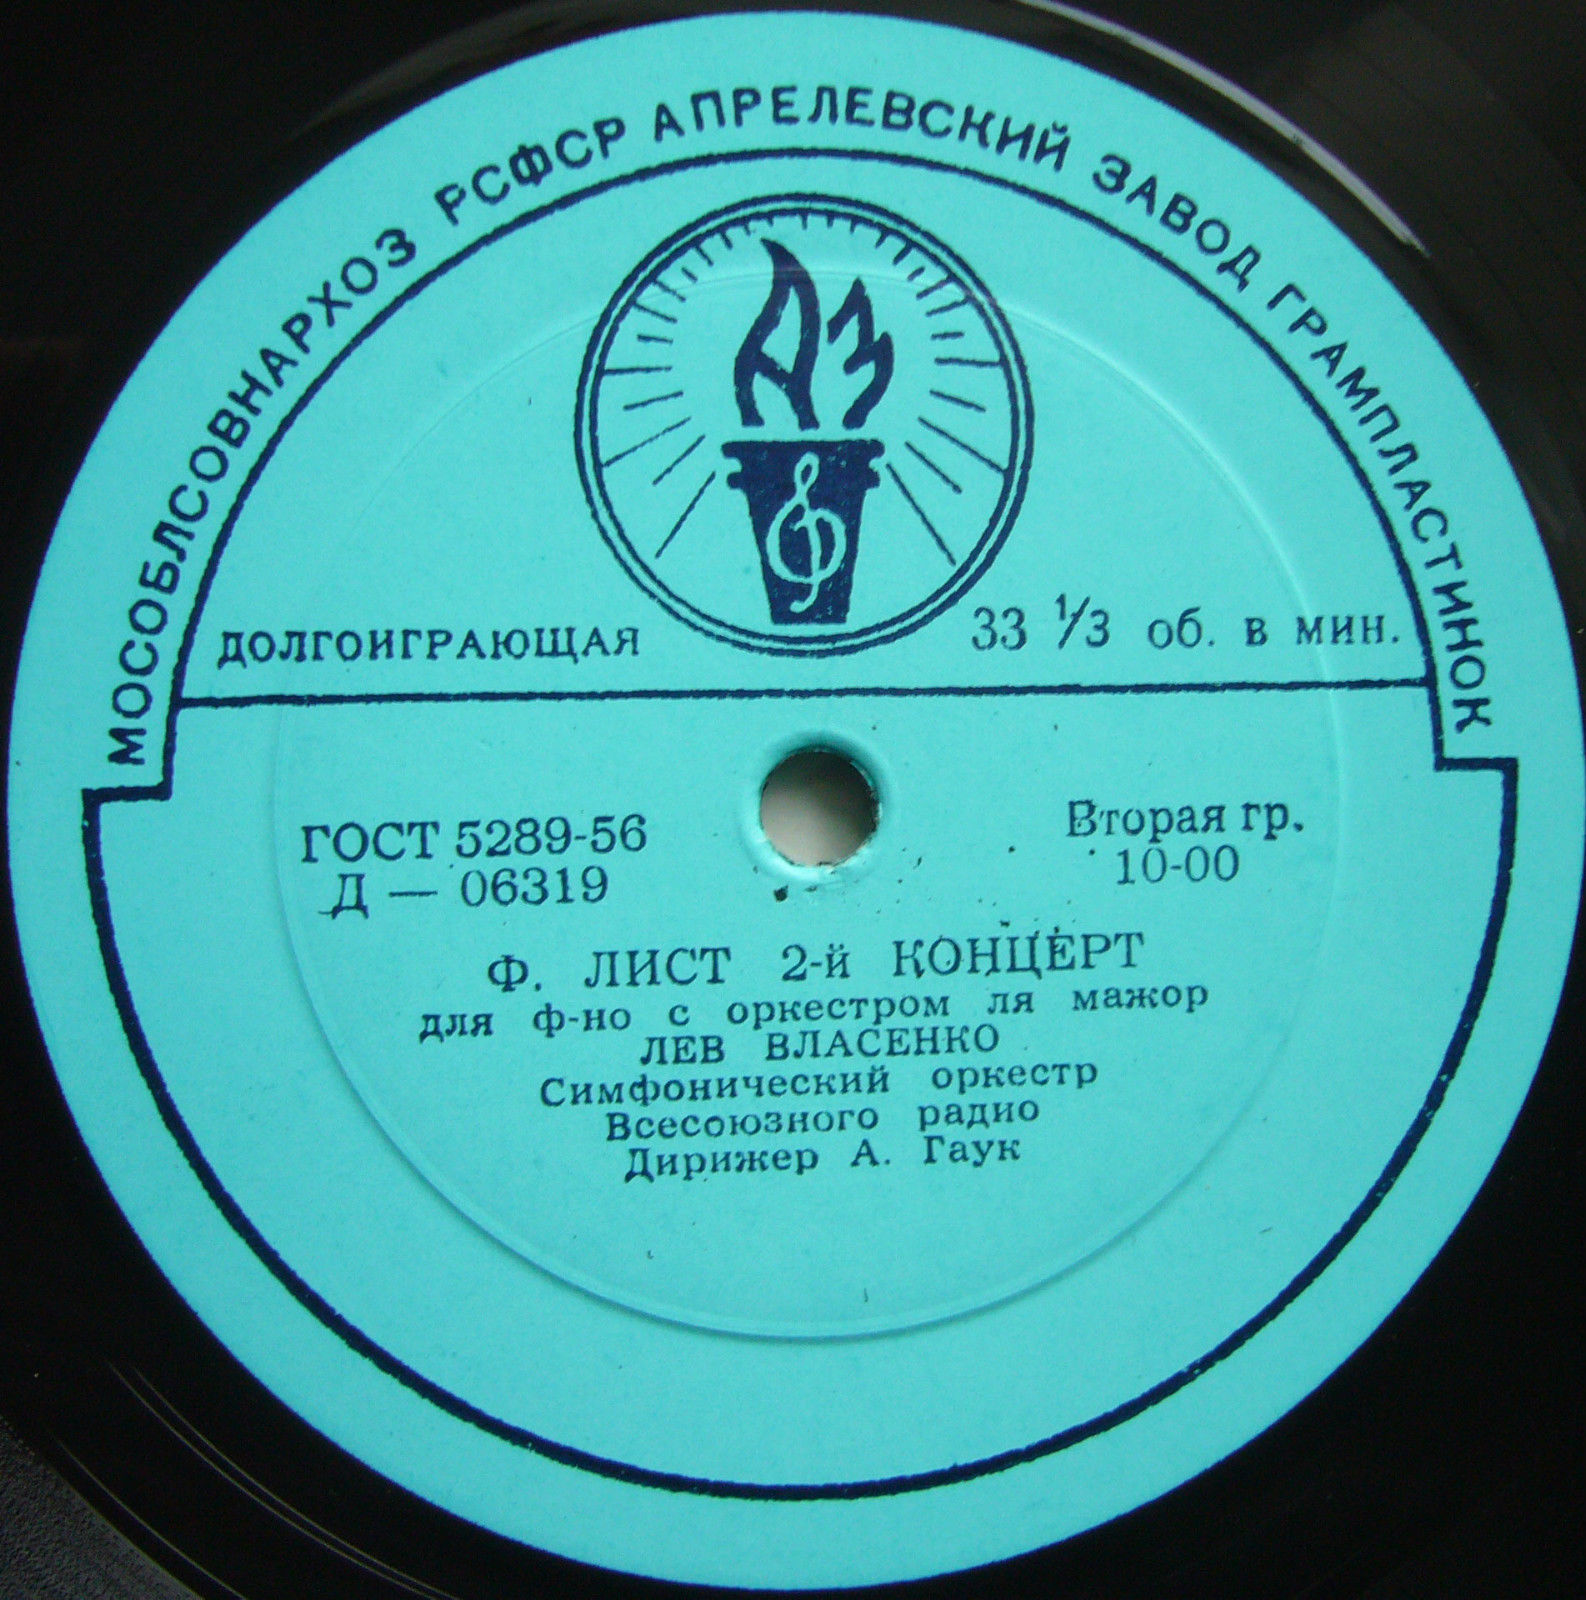 МОСОБЛСОВНАРХОЗ РСФСР АПРЕЛЕВСКИЙ ЗАВОД ГРАМПЛАСТИНОК
АЗ
ДОЛГОИГРАЮЩАЯ
33 1/3 об. в мин.
ГОСТ 5289-56
Д — 06319
Вторая гр.
10-00
Ф. ЛИСТ 2-й КОНЦЕРТ
для ф-но с оркестром ля мажор
ЛЕВ ВЛАСЕНКО
Симфонический оркестр
Всесоюзного радио
Дирижер А. Гаук